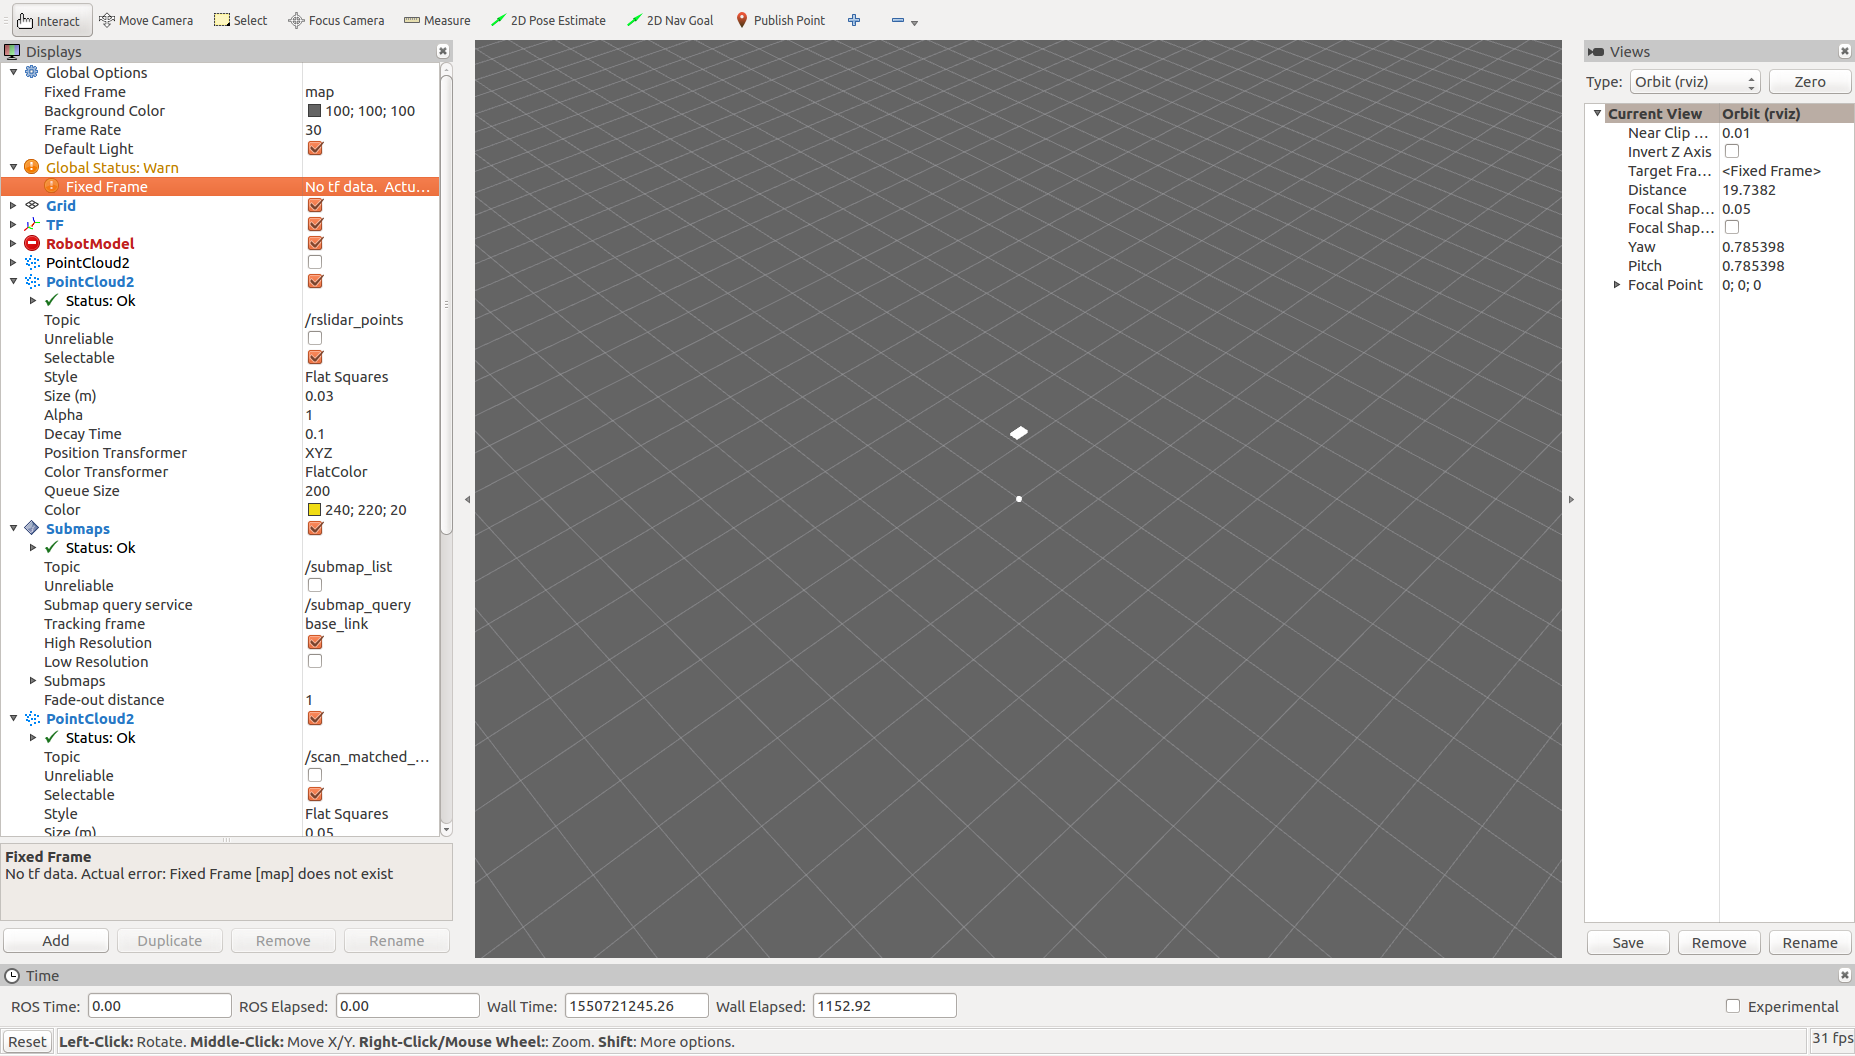 Interact Move Camera Select Focus Camera Measure 2D Pose Estimate 2D Nav Goal Publish Point
Displays
Global Options
Fixed Frame map
Background Color 100; 100; 100
Frame Rate 30
Default Light
Global Status: Warn
Fixed Frame No tf data. Actu...
Grid
TF
RobotModel
PointCloud2
PointCloud2
Status: Ok
Topic /rslidar_points
Unreliable
Selectable
Style Flat Squares
Size (m) 0.03
Alpha 1
Decay Time 0.1
Position Transformer XYZ
Color Transformer FlatColor
Queue Size 200
Color 240; 220; 20
Submaps
Status: Ok
Topic /submap_list
Unreliable
Submap query service /submap_query
Tracking frame base_link
High Resolution
Low Resolution
Submaps
Fade-out distance 1
PointCloud2
Status: Ok
Topic /scan_matched_...
Unreliable
Selectable
Style Flat Squares
Size (m) 0.05
Fixed Frame
No tf data. Actual error: Fixed Frame [map] does not exist
Add Duplicate Remove Rename
Views
Type: Orbit (rviz) Zero
Current View Orbit (rviz)
Near Clip ... 0.01
Invert Z Axis
Target Fra... <Fixed Frame>
Distance 19.7382
Focal Shap... 0.05
Focal Shap...
Yaw 0.785398
Pitch 0.785398
Focal Point 0; 0; 0
Save Remove Rename
Time
ROS Time: 0.00 ROS Elapsed: 0.00 Wall Time: 1550721245.26 Wall Elapsed: 1152.92 Experimental
Reset Left-Click: Rotate. Middle-Click: Move X/Y. Right-Click/Mouse Wheel:: Zoom. Shift: More options. 31 fps